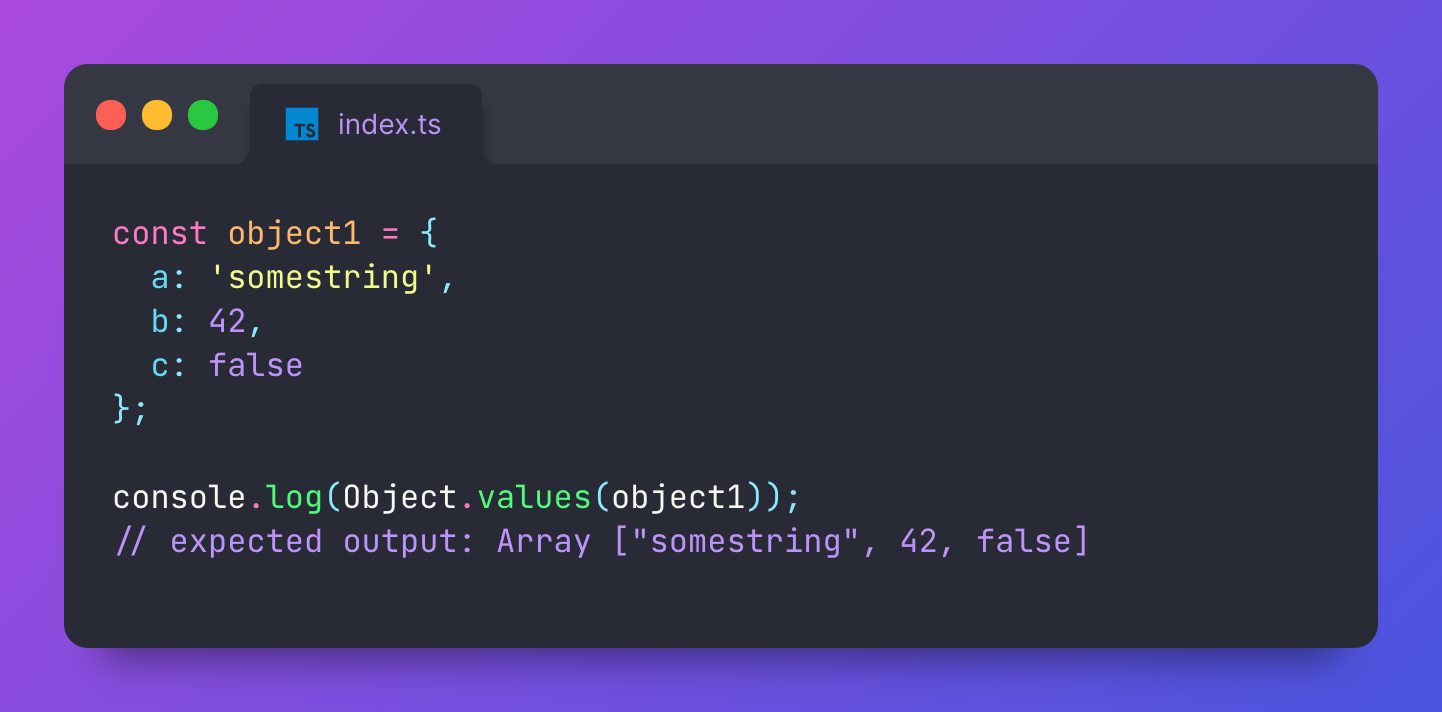 TS index.ts
const object1 = {
  a: 'somestring',
  b: 42,
  c: false
};

console.log(Object.values(object1));
// expected output: Array ["somestring", 42, false]